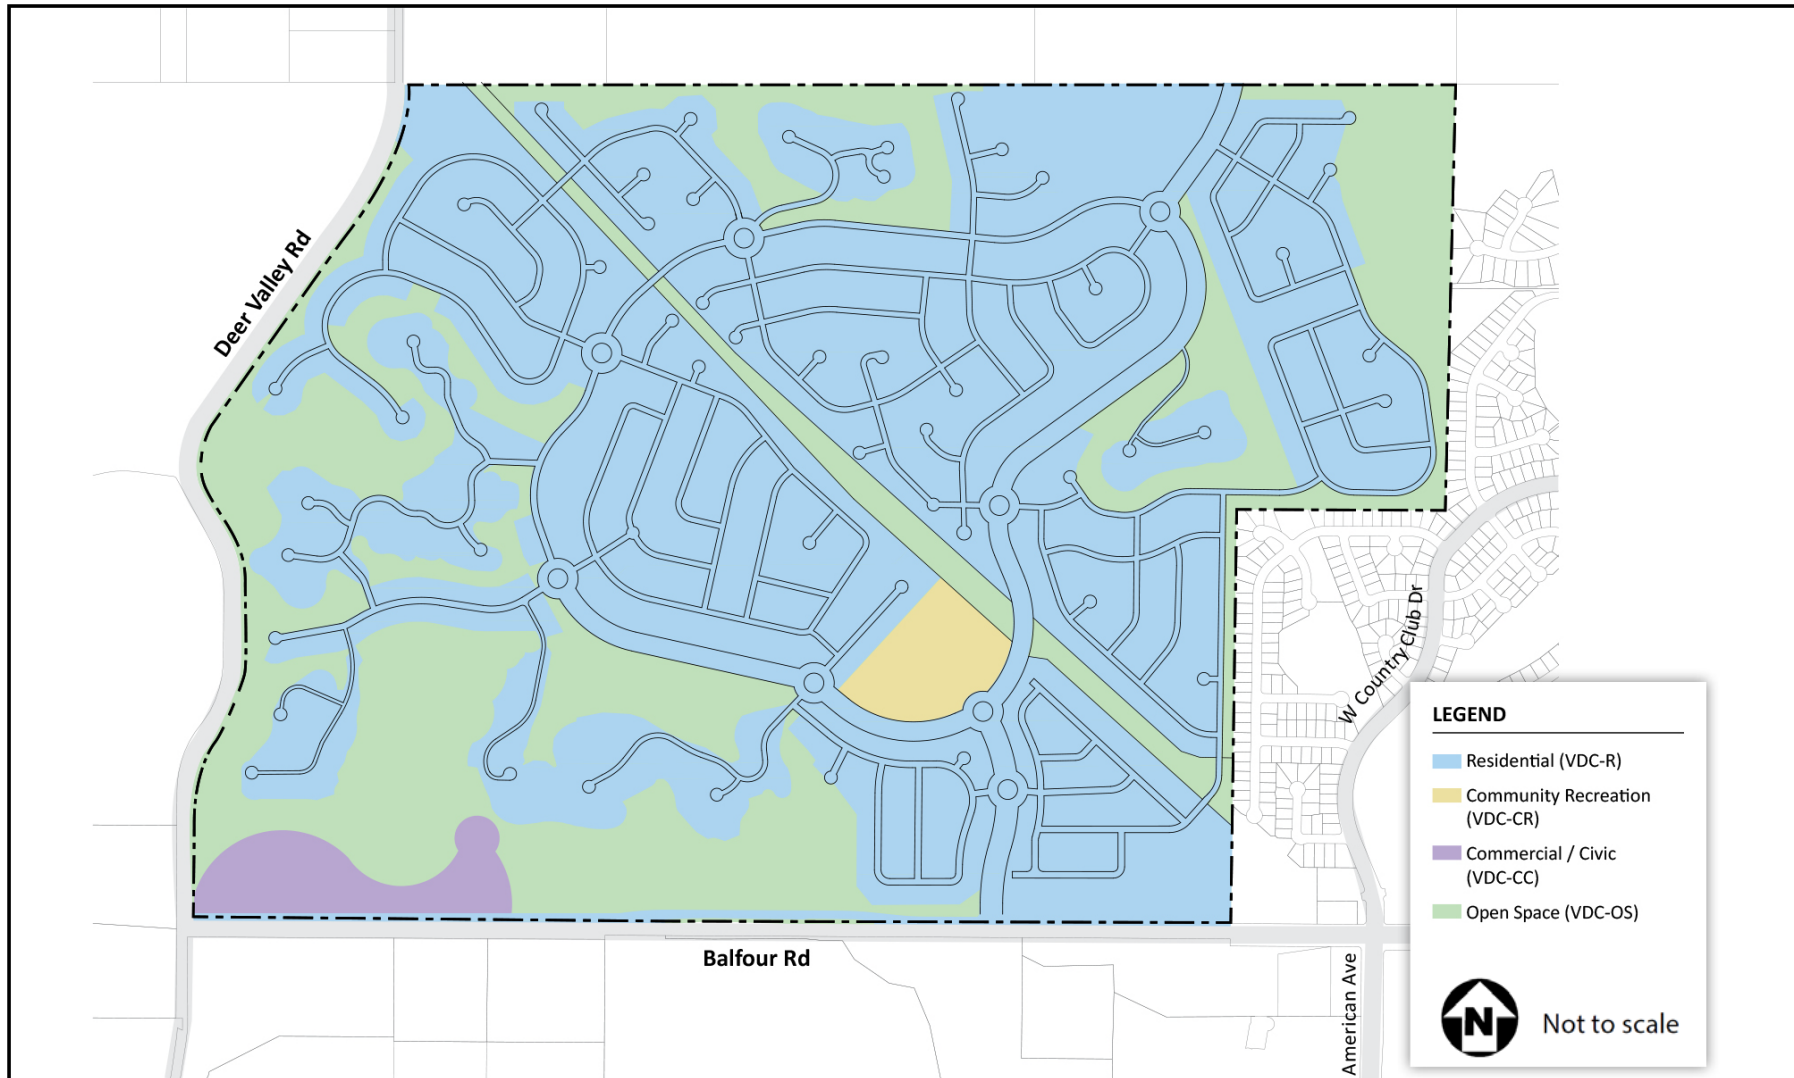 Deer Valley Rd
W Country Club Dr
LEGEND
Residential (VDC-R)
Community Recreation
(VDC-CR)
Commercial / Civic
(VDC-CC)
Open Space (VDC-OS)
Balfour Rd
American Ave
N
Not to scale